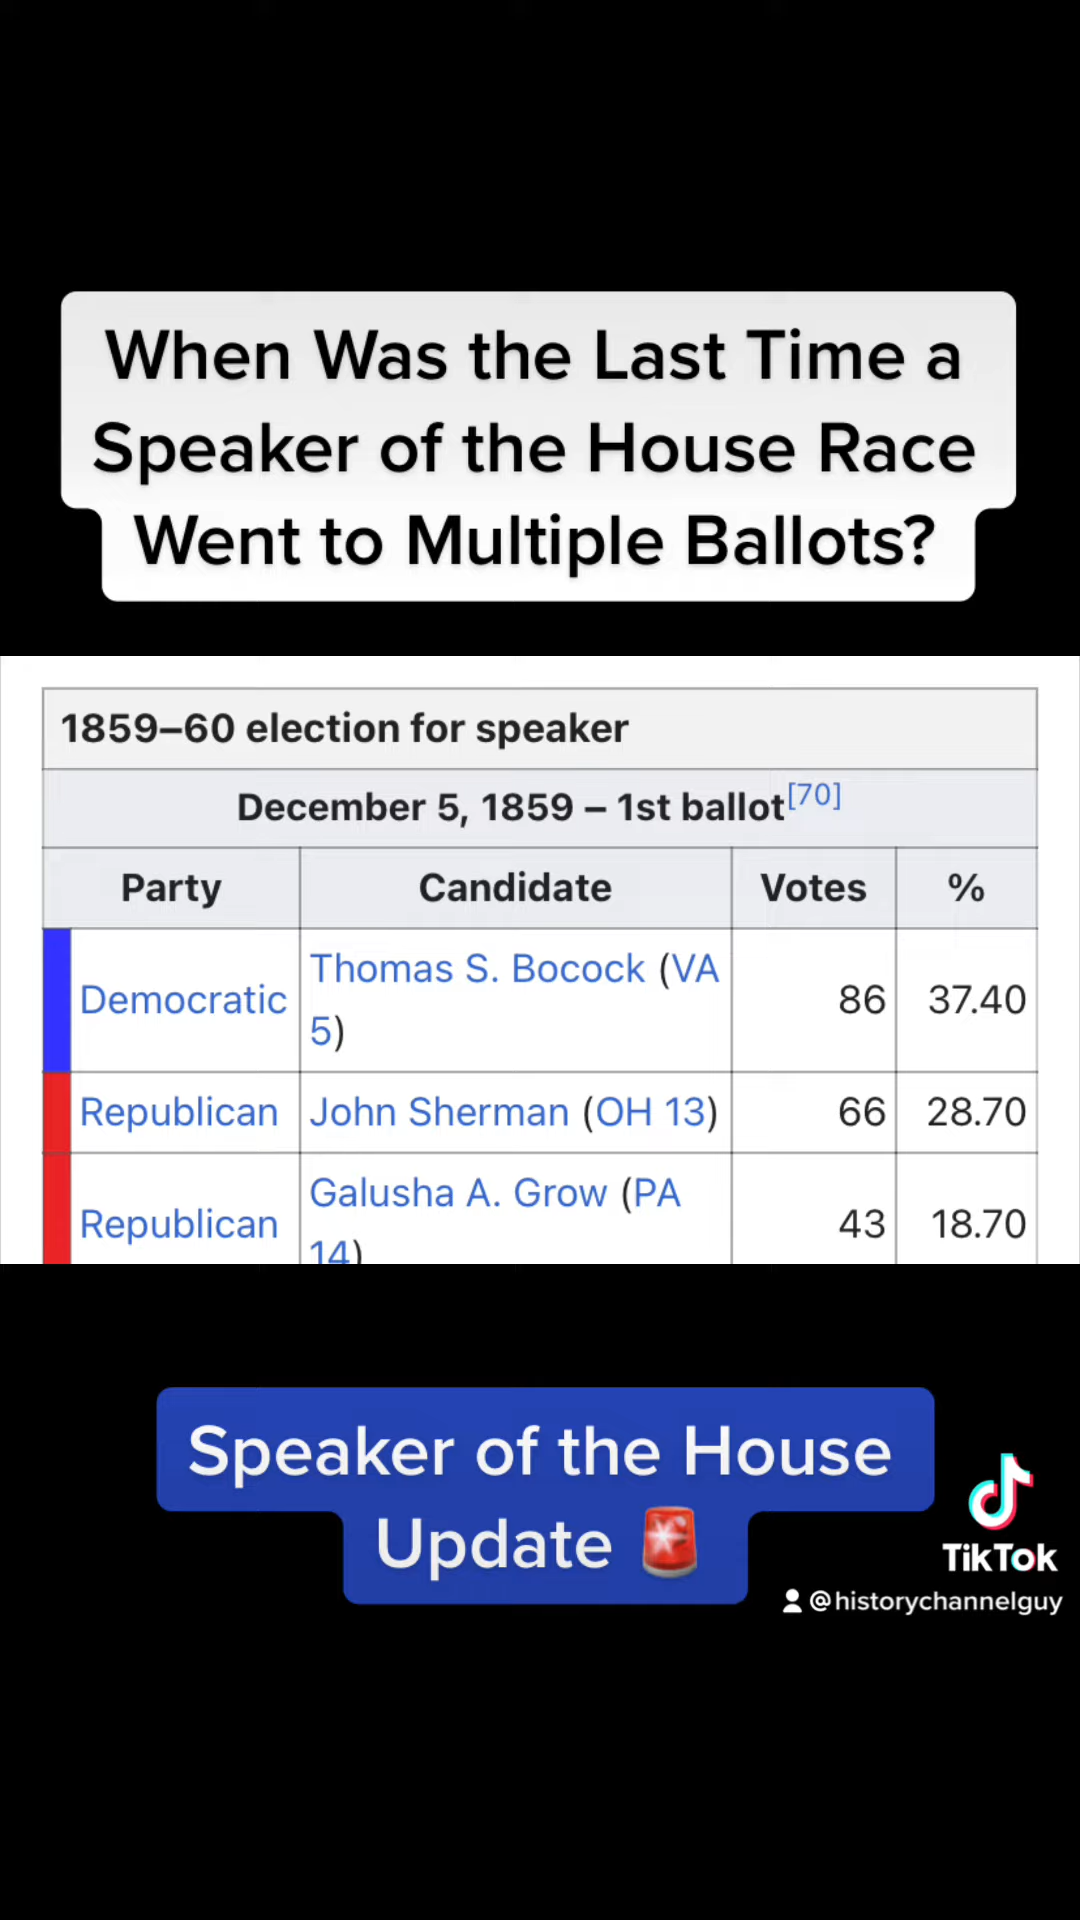 When Was the Last Time a
Speaker of the House Race
Went to Multiple Ballots?
1859–60 election for speaker
December 5, 1859 – 1st ballot[70]
Party Candidate Votes %
Democratic Thomas S. Bocock (VA 5) 86 37.40
Republican John Sherman (OH 13) 66 28.70
Republican Galusha A. Grow (PA 14) 43 18.70
Speaker of the House
Update 🚨
TikTok
@historychannelguy